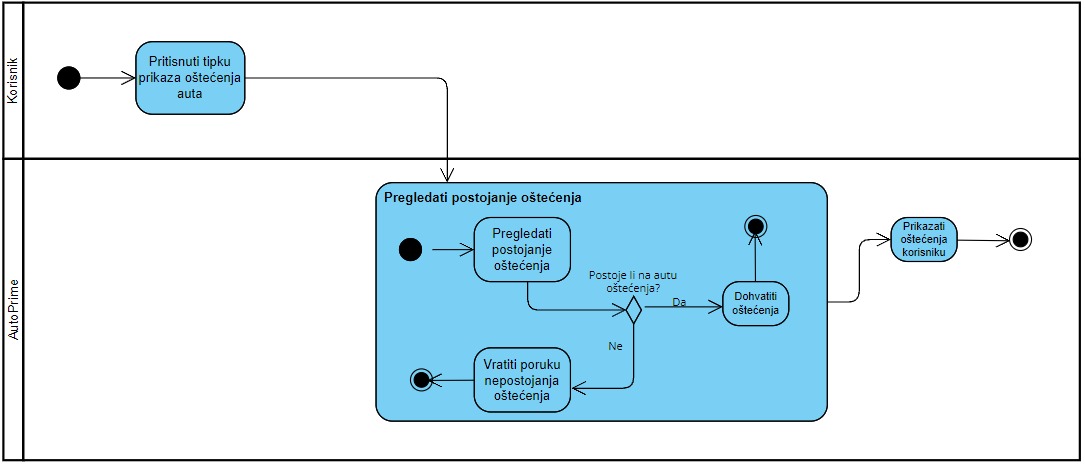 Korisnik
Pritisnuti tipku
prikaza oštećenja
auta
AutoPrime
Pregledati postojanje oštećenja
Pregledati
postojanje
oštećenja
Postoje li na autu
oštećenja?
Da
Dohvatiti
oštećenja
Ne
Vratiti poruku
nepostojanja
oštećenja
Prikazati
oštećenja
korisniku